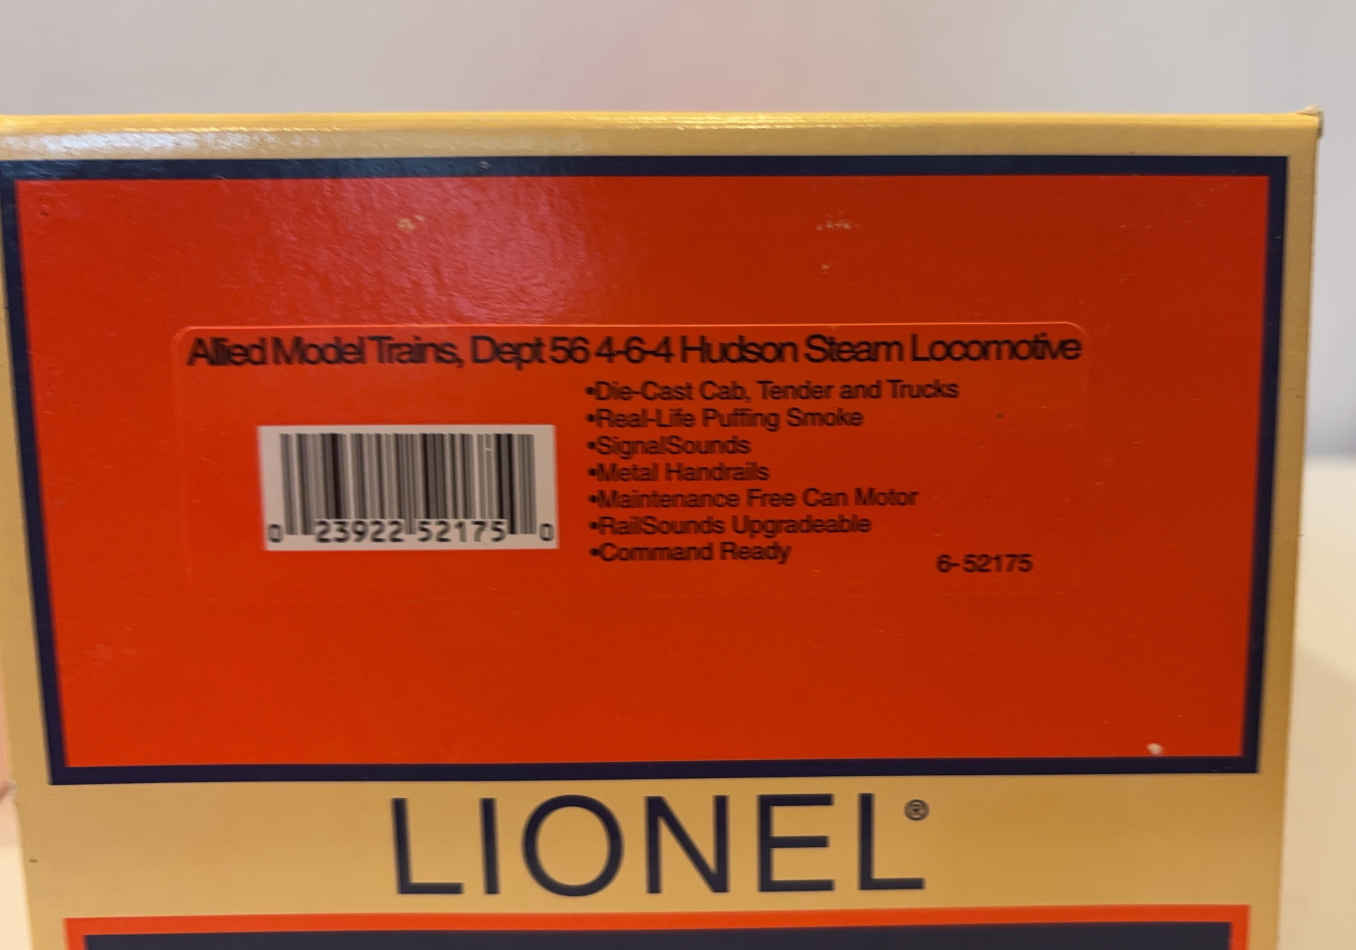 Allied Model Trains, Dept 56 4-6-4 Hudson Steam Locomotive
•Die-Cast Cab, Tender and Trucks
•Real-Life Puffing Smoke
•SignalSounds
•Metal Handrails
•Maintenance Free Can Motor
•RailSounds Upgradeable
•Command Ready
0 23922 52175 0
6-52175
LIONEL®